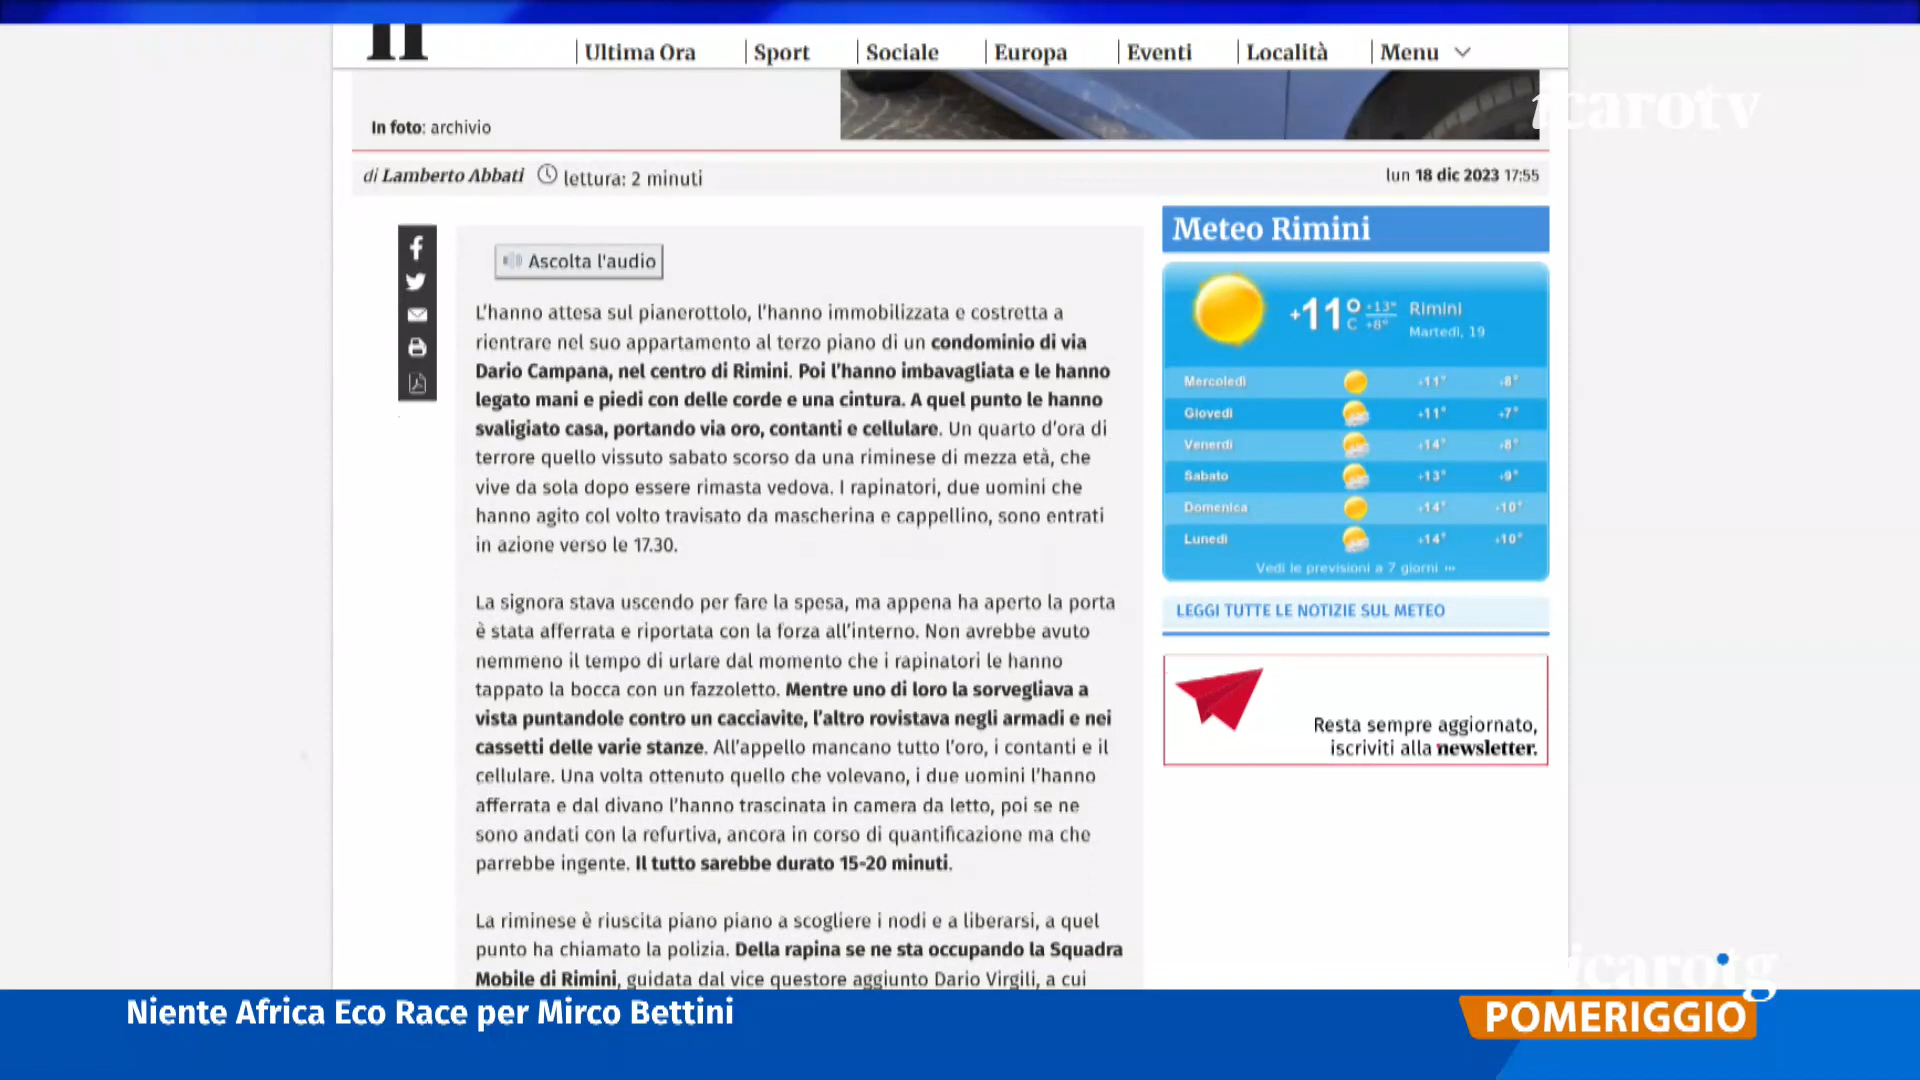 Ultima Ora
Sport
Sociale
Europa
Eventi
Località
Menu
icarotv
In foto: archivio
di Lamberto Abbati
lettura: 2 minuti
lun 18 dic 2023 17:55
Ascolta l'audio
L'hanno attesa sul pianerottolo, l'hanno immobilizzata e costretta a
rientrare nel suo appartamento al terzo piano di un condominio di via
Dario Campana, nel centro di Rimini. Poi l'hanno imbavagliata e le hanno
legato mani e piedi con delle corde e una cintura. A quel punto le hanno
svaligiato casa, portando via oro, contanti e cellulare. Un quarto d'ora di
terrore quello vissuto sabato scorso da una riminese di mezza età, che
vive da sola dopo essere rimasta vedova. I rapinatori, due uomini che
hanno agito col volto travisato da mascherina e cappellino, sono entrati
in azione verso le 17.30.
La signora stava uscendo per fare la spesa, ma appena ha aperto la porta
è stata afferrata e riportata con la forza all'interno. Non avrebbe avuto
nemmeno il tempo di urlare dal momento che i rapinatori le hanno
tappato la bocca con un fazzoletto. Mentre uno di loro la sorvegliava a
vista puntandole contro un cacciavite, l'altro rovistava negli armadi e nei
cassetti delle varie stanze. All'appello mancano tutto l'oro, i contanti e il
cellulare. Una volta ottenuto quello che volevano, i due uomini l'hanno
afferrata e dal divano l'hanno trascinata in camera da letto, poi se ne
sono andati con la refurtiva, ancora in corso di quantificazione ma che
parrebbe ingente. Il tutto sarebbe durato 15-20 minuti.
La riminese è riuscita piano piano a scogliere i nodi e a liberarsi, a quel
punto ha chiamato la polizia. Della rapina se ne sta occupando la Squadra
Mobile di Rimini, guidata dal vice questore aggiunto Dario Virgili, a cui
Meteo Rimini
+11°C
+13°
+8°
Rimini
Martedì, 19
Mercoledì +11° +8°
Giovedì +11° +7°
Venerdì +14° +8°
Sabato +13° +9°
Domenica +14° +10°
Lunedì +14° +10°
Vedi le previsioni a 7 giorni
LEGGI TUTTE LE NOTIZIE SUL METEO
Resta sempre aggiornato,
iscriviti alla newsletter.
icarotg
Niente Africa Eco Race per Mirco Bettini
POMERIGGIO